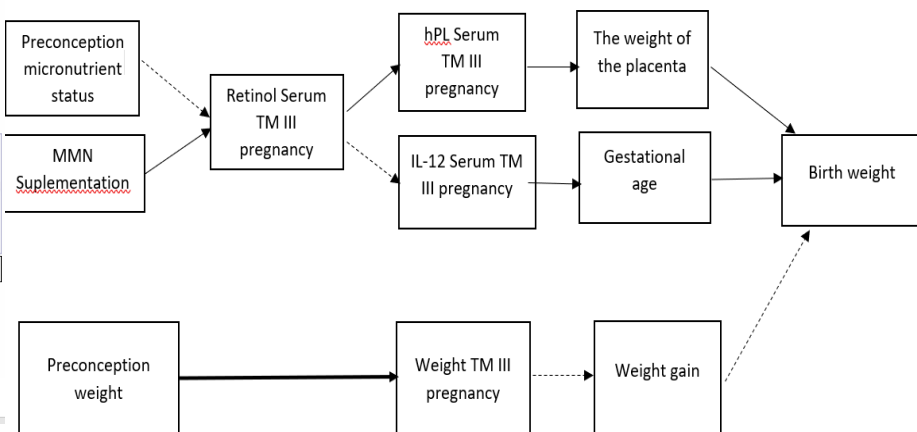 Preconception
micronutrient
status
MMN
Suplementation
Retinol Serum
TM III
pregnancy
hPL Serum
TM III
pregnancy
IL-12 Serum TM
III pregnancy
The weight of
the placenta
Gestational
age
Birth weight
Preconception
weight
Weight TM III
pregnancy
Weight gain